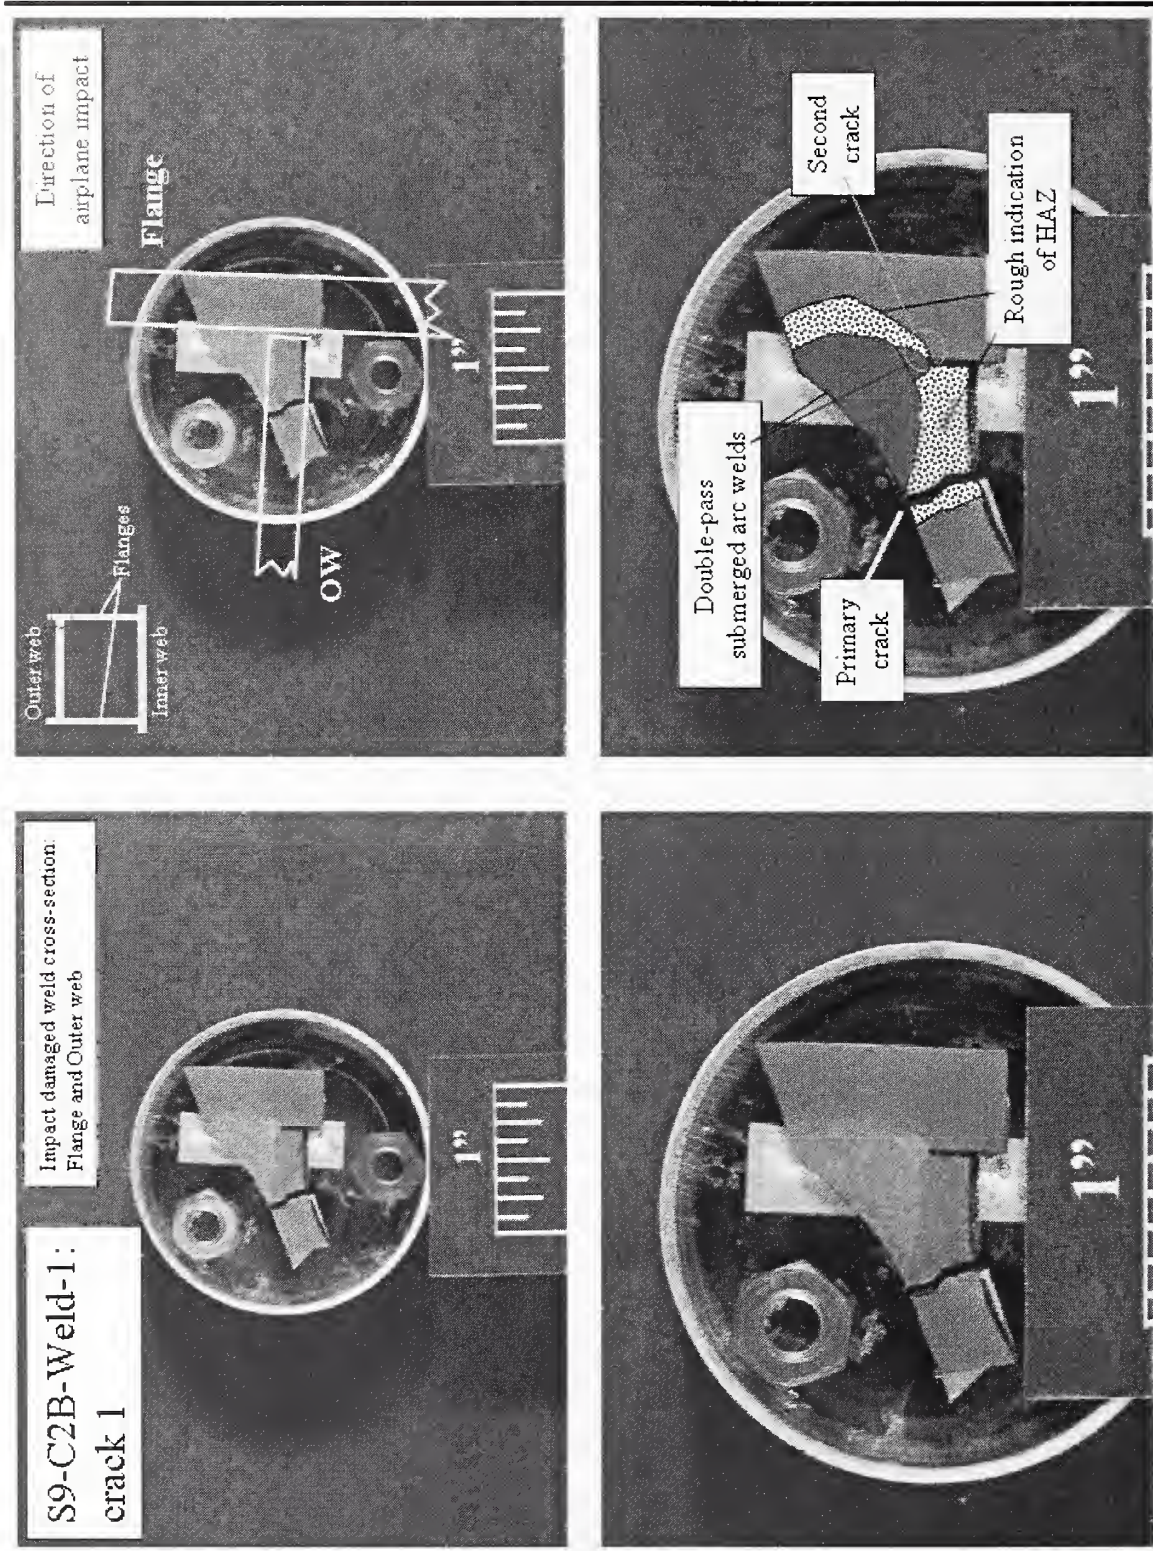 S9-C2B-Weld-1:
crack 1
Impact damaged weld cross-section:
Flange and Outer web
1”
Outer web
Flanges
Inner web
Direction of
airplane impact
Flange
OW
1”
1”
Double-pass
submerged arc welds
Primary
crack
Second
crack
Rough indication
of HAZ
1”